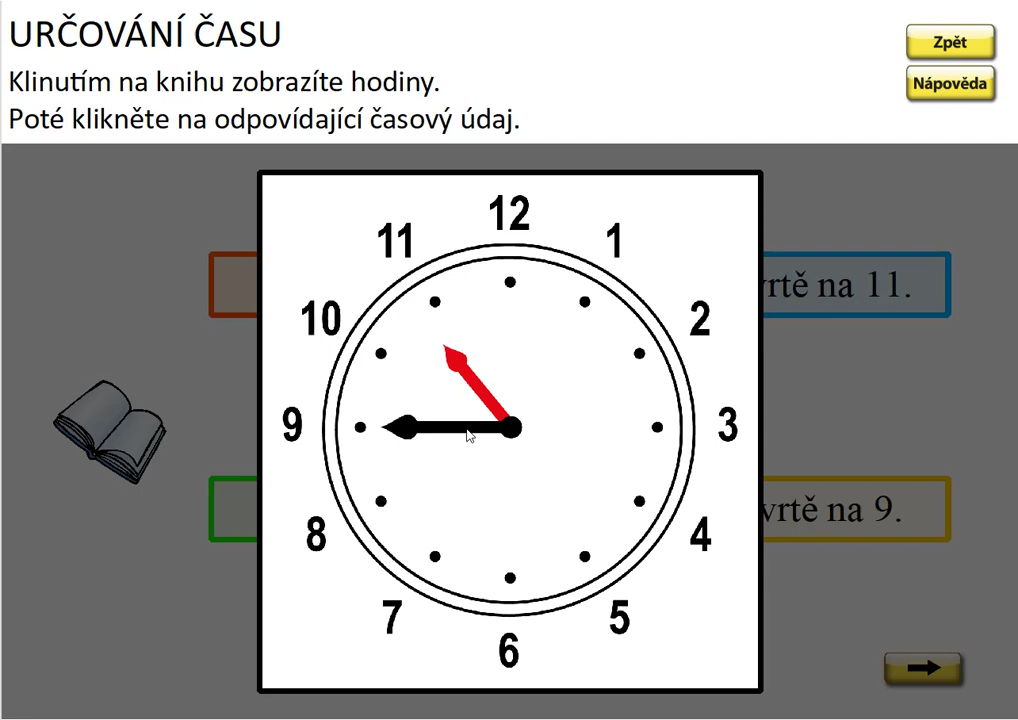 URČOVÁNÍ ČASU
Klinutím na knihu zobrazíte hodiny.
Poté klikněte na odpovídající časový údaj.
Zpět
Nápověda
12
11
1
10
2
9
3
8
4
7
5
6
na 11.
na 9.